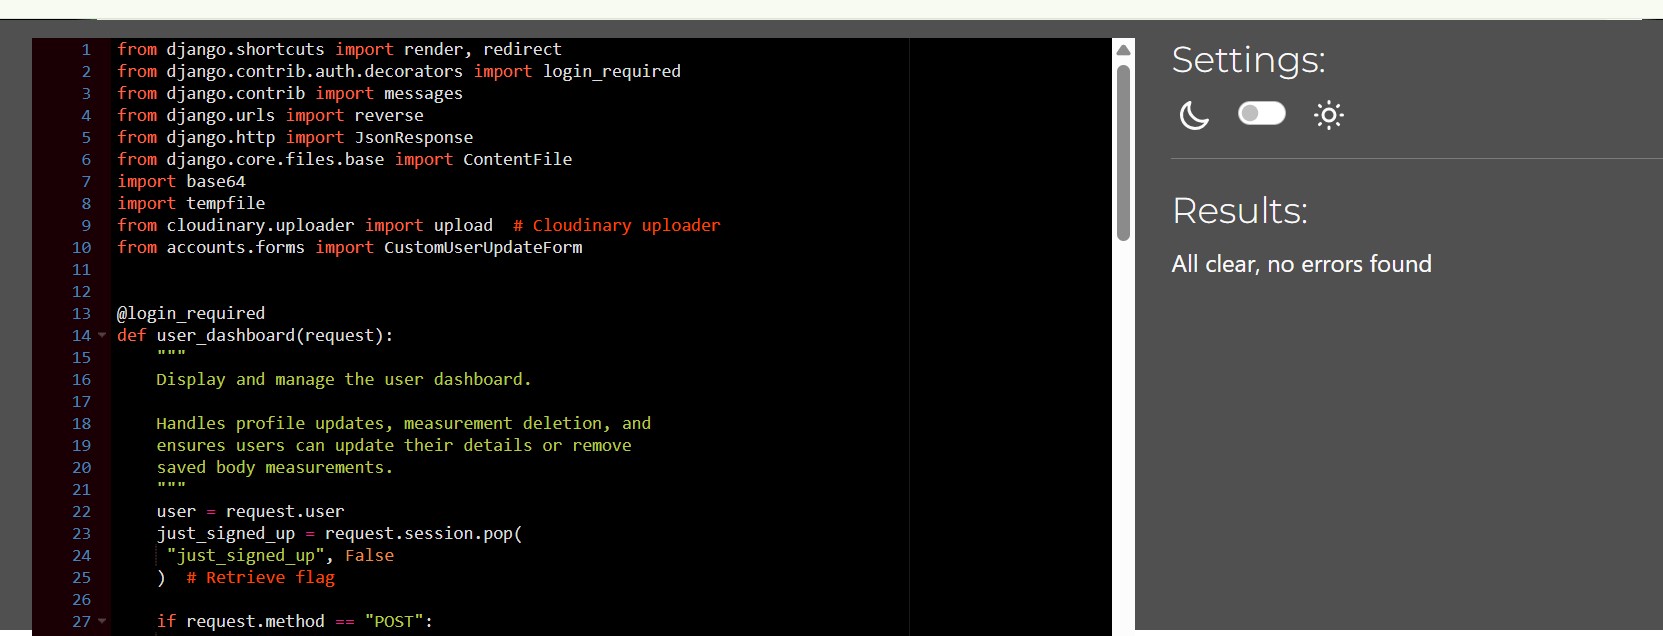 1 from django.shortcuts import render, redirect
2 from django.contrib.auth.decorators import login_required
3 from django.contrib import messages
4 from django.urls import reverse
5 from django.http import JsonResponse
6 from django.core.files.base import ContentFile
7 import base64
8 import tempfile
9 from cloudinary.uploader import upload  # Cloudinary uploader
10 from accounts.forms import CustomUserUpdateForm
11
12
13 @login_required
14 def user_dashboard(request):
15     """
16     Display and manage the user dashboard.
17
18     Handles profile updates, measurement deletion, and
19     ensures users can update their details or remove
20     saved body measurements.
21     """
22     user = request.user
23     just_signed_up = request.session.pop(
24      "just_signed_up", False
25     )  # Retrieve flag
26
27     if request.method == "POST":
Settings:
Results:
All clear, no errors found